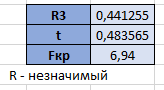 R3 0,441255
t 0,483565
Fкр 6,94
R - незначимый